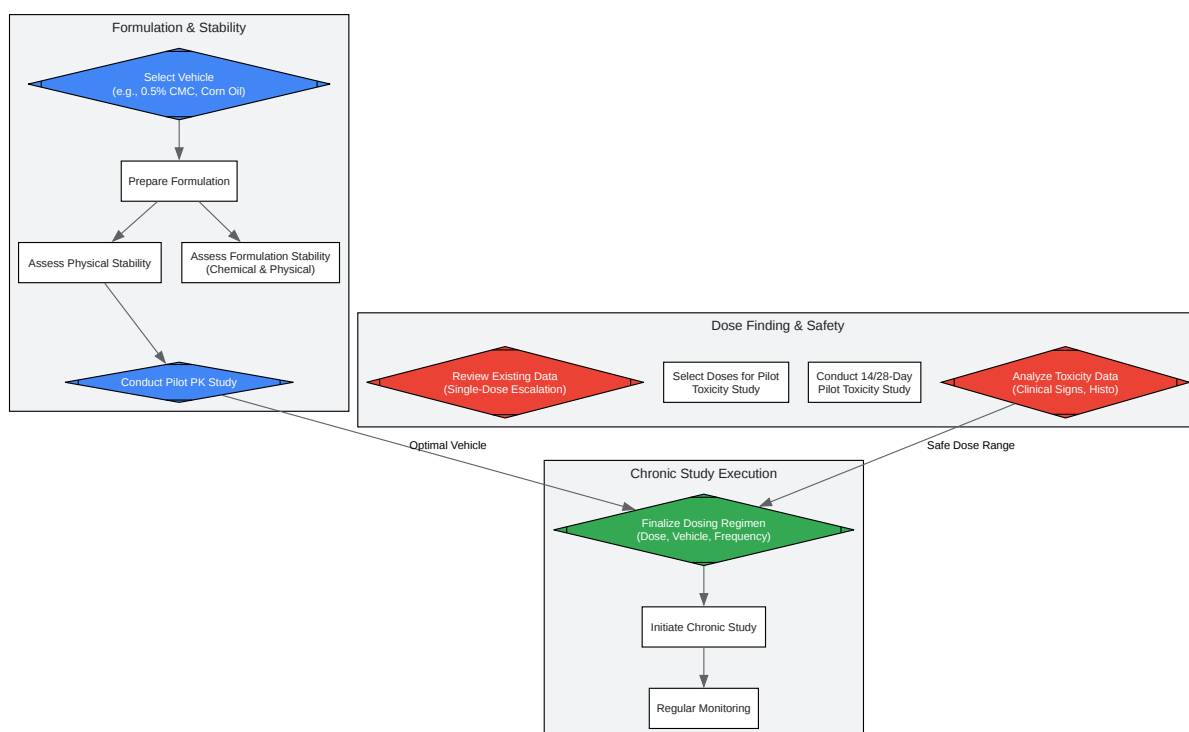 Formulation & Stability
Select Vehicle
(e.g., 0.5% CMC, Corn Oil)
Prepare Formulation
Assess Physical Stability
Assess Formulation Stability
(Chemical & Physical)
Conduct Pilot PK Study
Dose Finding & Safety
Review Existing Data
(Single-Dose Escalation)
Select Doses for Pilot
Toxicity Study
Conduct 14/28-Day
Pilot Toxicity Study
Analyze Toxicity Data
(Clinical Signs, Histo)
Optimal Vehicle
Safe Dose Range
Chronic Study Execution
Finalize Dosing Regimen
(Dose, Vehicle, Frequency)
Initiate Chronic Study
Regular Monitoring